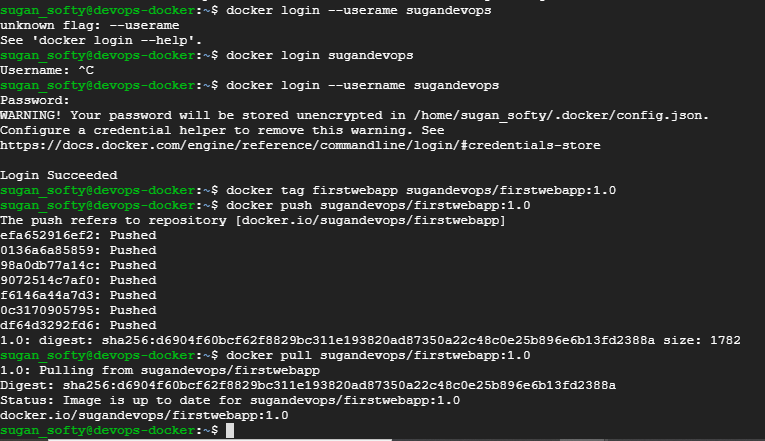 sugan_softy@devops-docker:~$ docker login --userame sugandevops
unknown flag: --userame
See 'docker login --help'.
sugan_softy@devops-docker:~$ docker login sugandevops
Username: ^C
sugan_softy@devops-docker:~$ docker login --username sugandevops
Password:
WARNING! Your password will be stored unencrypted in /home/sugan_softy/.docker/config.json.
Configure a credential helper to remove this warning. See
https://docs.docker.com/engine/reference/commandline/login/#credentials-store
Login Succeeded
sugan_softy@devops-docker:~$ docker tag firstwebapp sugandevops/firstwebapp:1.0
sugan_softy@devops-docker:~$ docker push sugandevops/firstwebapp:1.0
The push refers to repository [docker.io/sugandevops/firstwebapp]
efa652916ef2: Pushed
0136a6a85859: Pushed
98a0db77a14c: Pushed
9072514c7af0: Pushed
f6146a44a7d3: Pushed
0c3170905795: Pushed
df64d3292fd6: Pushed
1.0: digest: sha256:d6904f60bcf62f8829bc311e193820ad87350a22c48c0e25b896e6b13fd2388a size: 1782
sugan_softy@devops-docker:~$ docker pull sugandevops/firstwebapp:1.0
1.0: Pulling from sugandevops/firstwebapp
Digest: sha256:d6904f60bcf62f8829bc311e193820ad87350a22c48c0e25b896e6b13fd2388a
Status: Image is up to date for sugandevops/firstwebapp:1.0
docker.io/sugandevops/firstwebapp:1.0
sugan_softy@devops-docker:~$